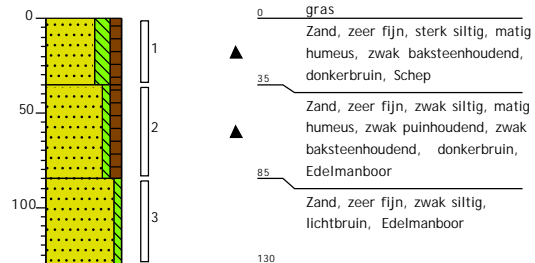 0
50
100
1
2
3
0
gras
Zand, zeer fijn, sterk siltig, matig
humeus, zwak baksteenhoudend,
donkerbruin, Schep
35
Zand, zeer fijn, zwak siltig, matig
humeus, zwak puinhoudend, zwak
baksteenhoudend, donkerbruin,
Edelmanboor
85
Zand, zeer fijn, zwak siltig,
lichtbruin, Edelmanboor
130